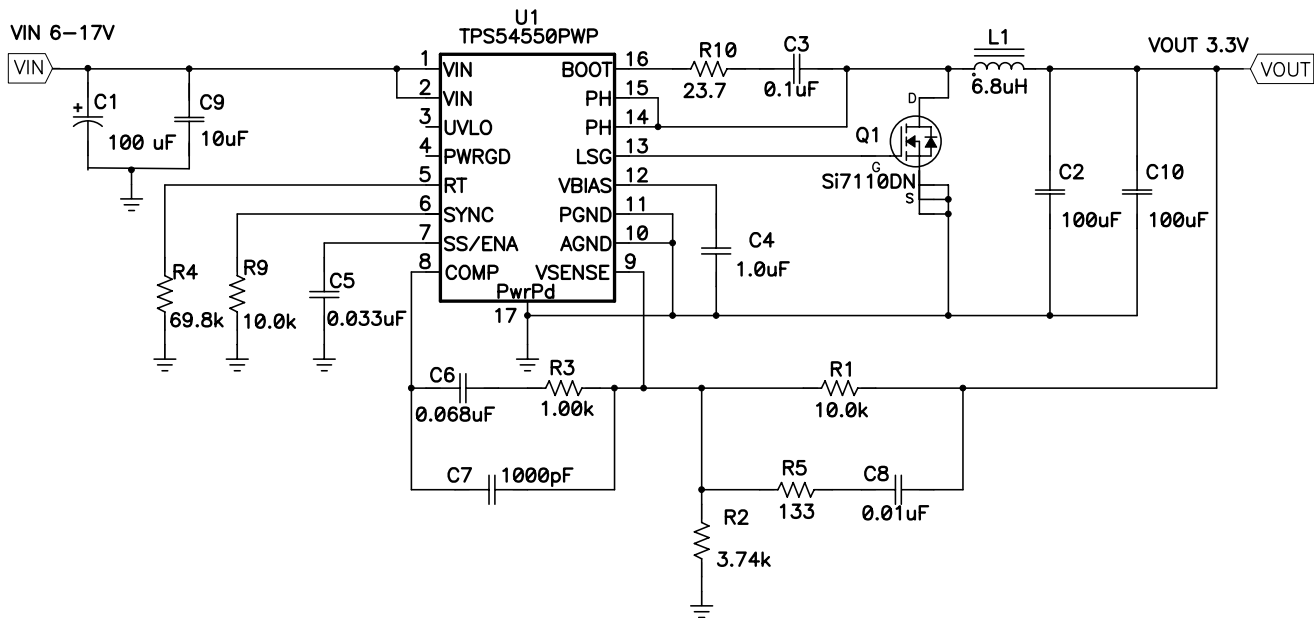 U1
TPS54550PWP
VIN 6-17V
VIN
C1
+
100 uF
C9
10uF
1
VIN
2
VIN
3
UVLO
4
PWRGD
5
RT
6
SYNC
7
SS/ENA
8
COMP
BOOT
16
PH
15
PH
14
LSG
13
VBIAS
12
PGND
11
AGND
10
VSENSE
9
PwrPd
17
R10
23.7
C3
0.1uF
L1
6.8uH
VOUT 3.3V
VOUT
D
Q1
G
Si7110DN
S
C2
100uF
C10
100uF
C4
1.0uF
R4
69.8k
R9
10.0k
C5
0.033uF
C6
0.068uF
R3
1.00k
R1
10.0k
C7
1000pF
R5
133
C8
0.01uF
R2
3.74k